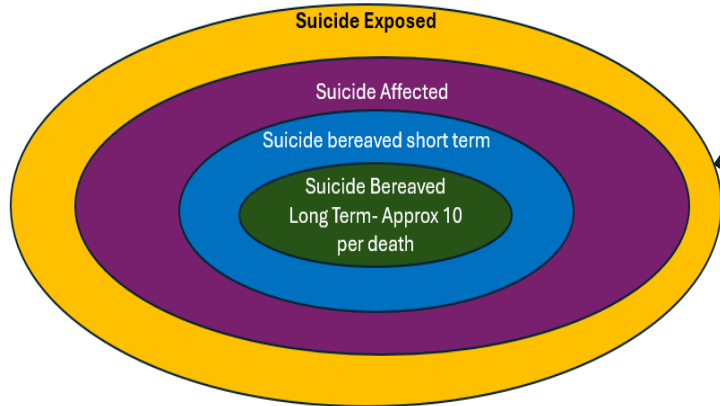 Suicide Exposed
Suicide Affected
Suicide bereaved short term
Suicide Bereaved
Long Term- Approx 10
per death